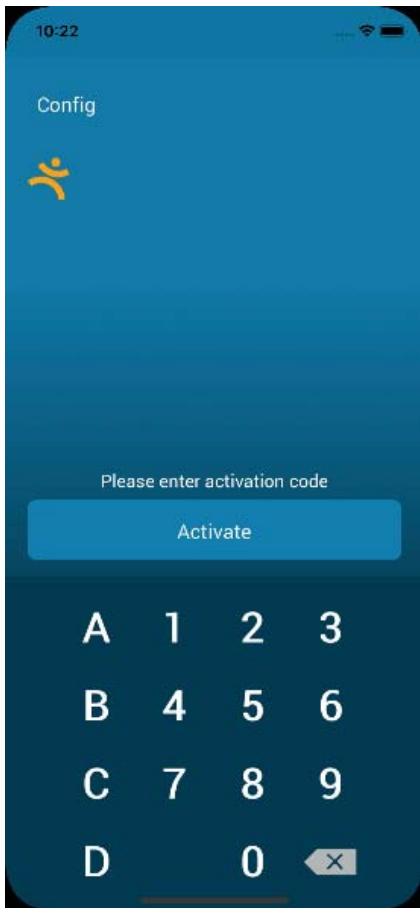 10:22
Config
Please enter activation code
Activate
A 1 2 3
B 4 5 6
C 7 8 9
D 0